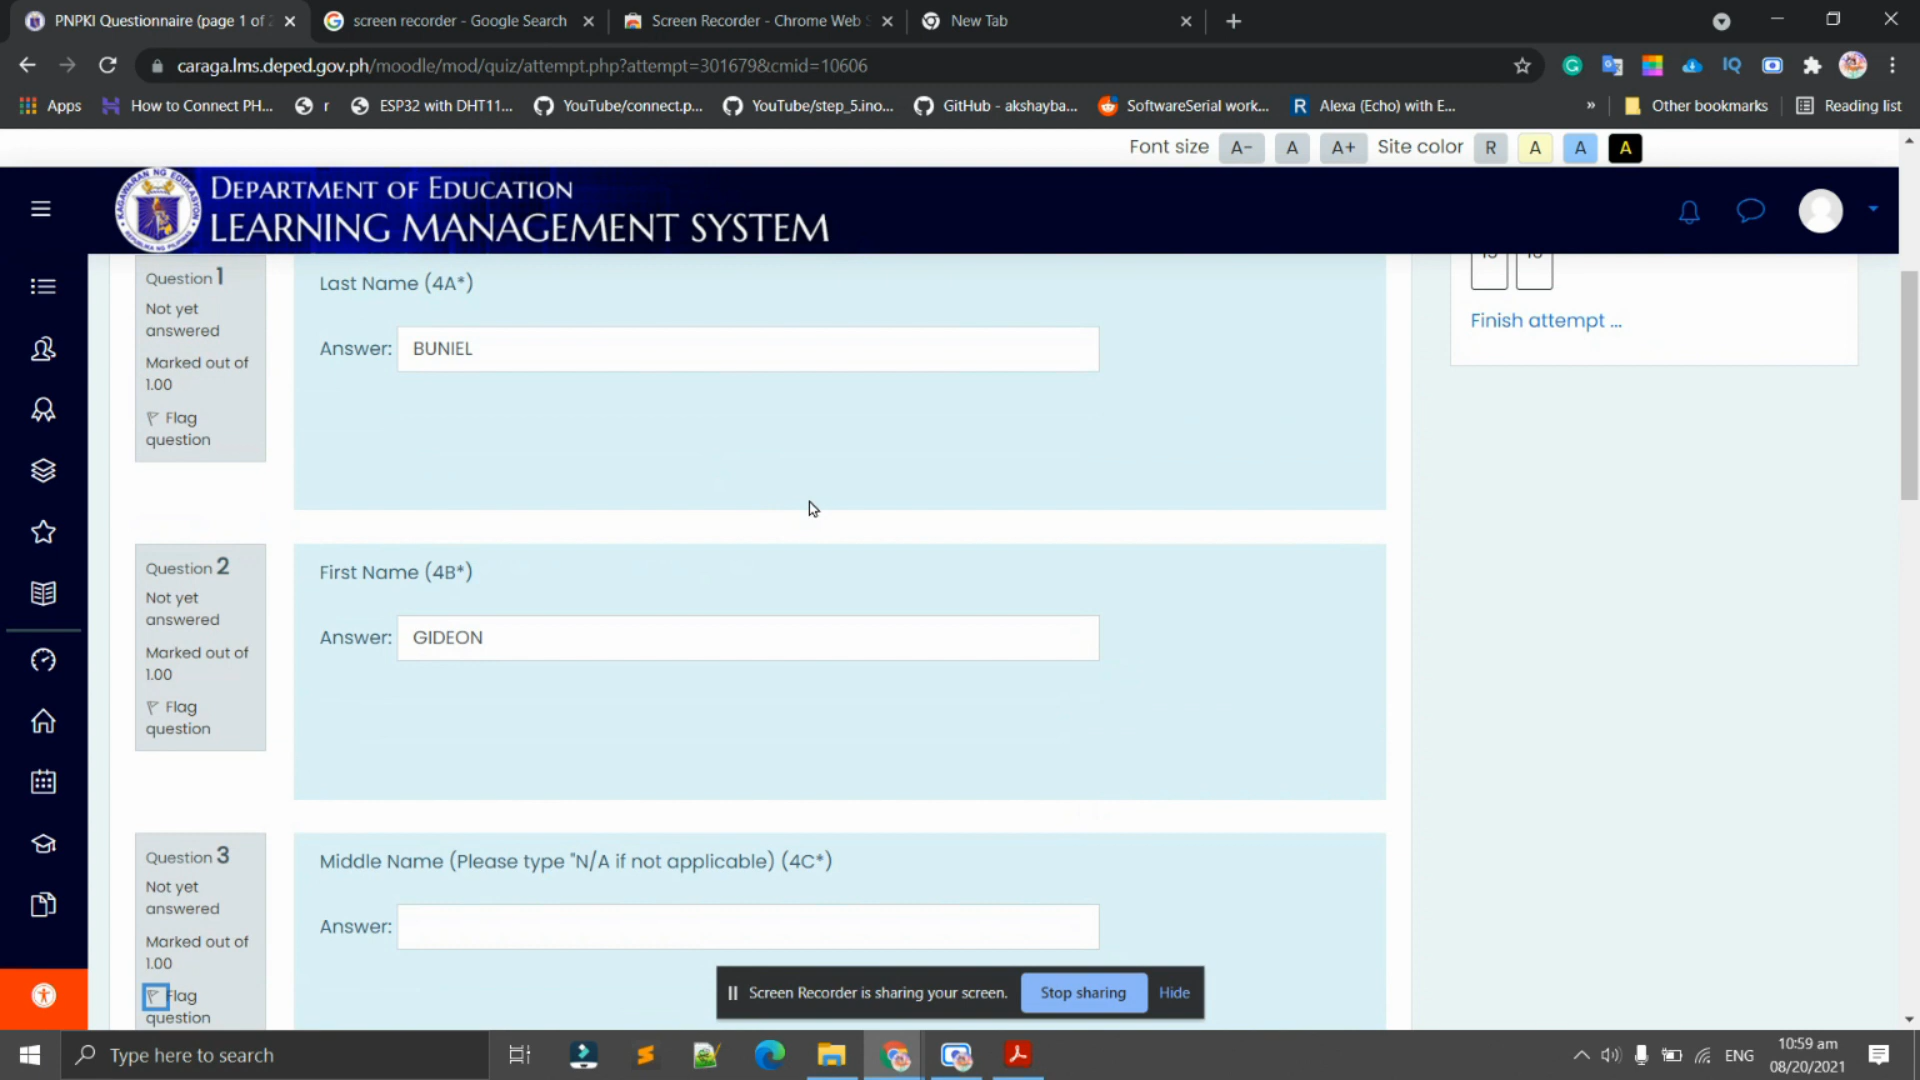 PNPKI Questionnaire (page 1 of 2
screen recorder - Google Search
Screen Recorder - Chrome Web S
New Tab
caraga.lms.deped.gov.ph/moodle/mod/quiz/attempt.php?attempt=301679&cmid=10606
Apps
How to Connect PH...
r
ESP32 with DHT11...
YouTube/connect.p...
YouTube/step_5.ino...
GitHub - akshayba...
SoftwareSerial work...
Alexa (Echo) with E...
»
Other bookmarks
Reading list
Font size A- A A+ Site color R A A A
DEPARTMENT OF EDUCATION
LEARNING MANAGEMENT SYSTEM
Question 1
Not yet
answered
Marked out of
1.00
Flag
question
Last Name (4A*)
Answer: BUNIEL
Finish attempt ...
Question 2
Not yet
answered
Marked out of
1.00
Flag
question
First Name (4B*)
Answer: GIDEON
Question 3
Not yet
answered
Marked out of
1.00
Flag
question
Middle Name (Please type "N/A if not applicable) (4C*)
Answer:
Screen Recorder is sharing your screen.
Stop sharing
Hide
Type here to search
ENG
10:59 am
08/20/2021